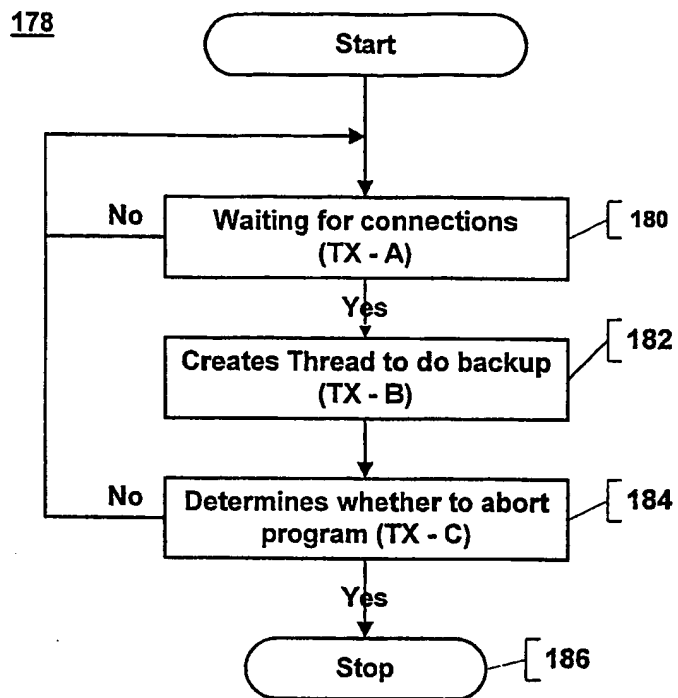 178
Start
No
Waiting for connections
(TX - A)
180
Yes
Creates Thread to do backup
(TX - B)
182
No
Determines whether to abort
program (TX - C)
184
Yes
Stop
186